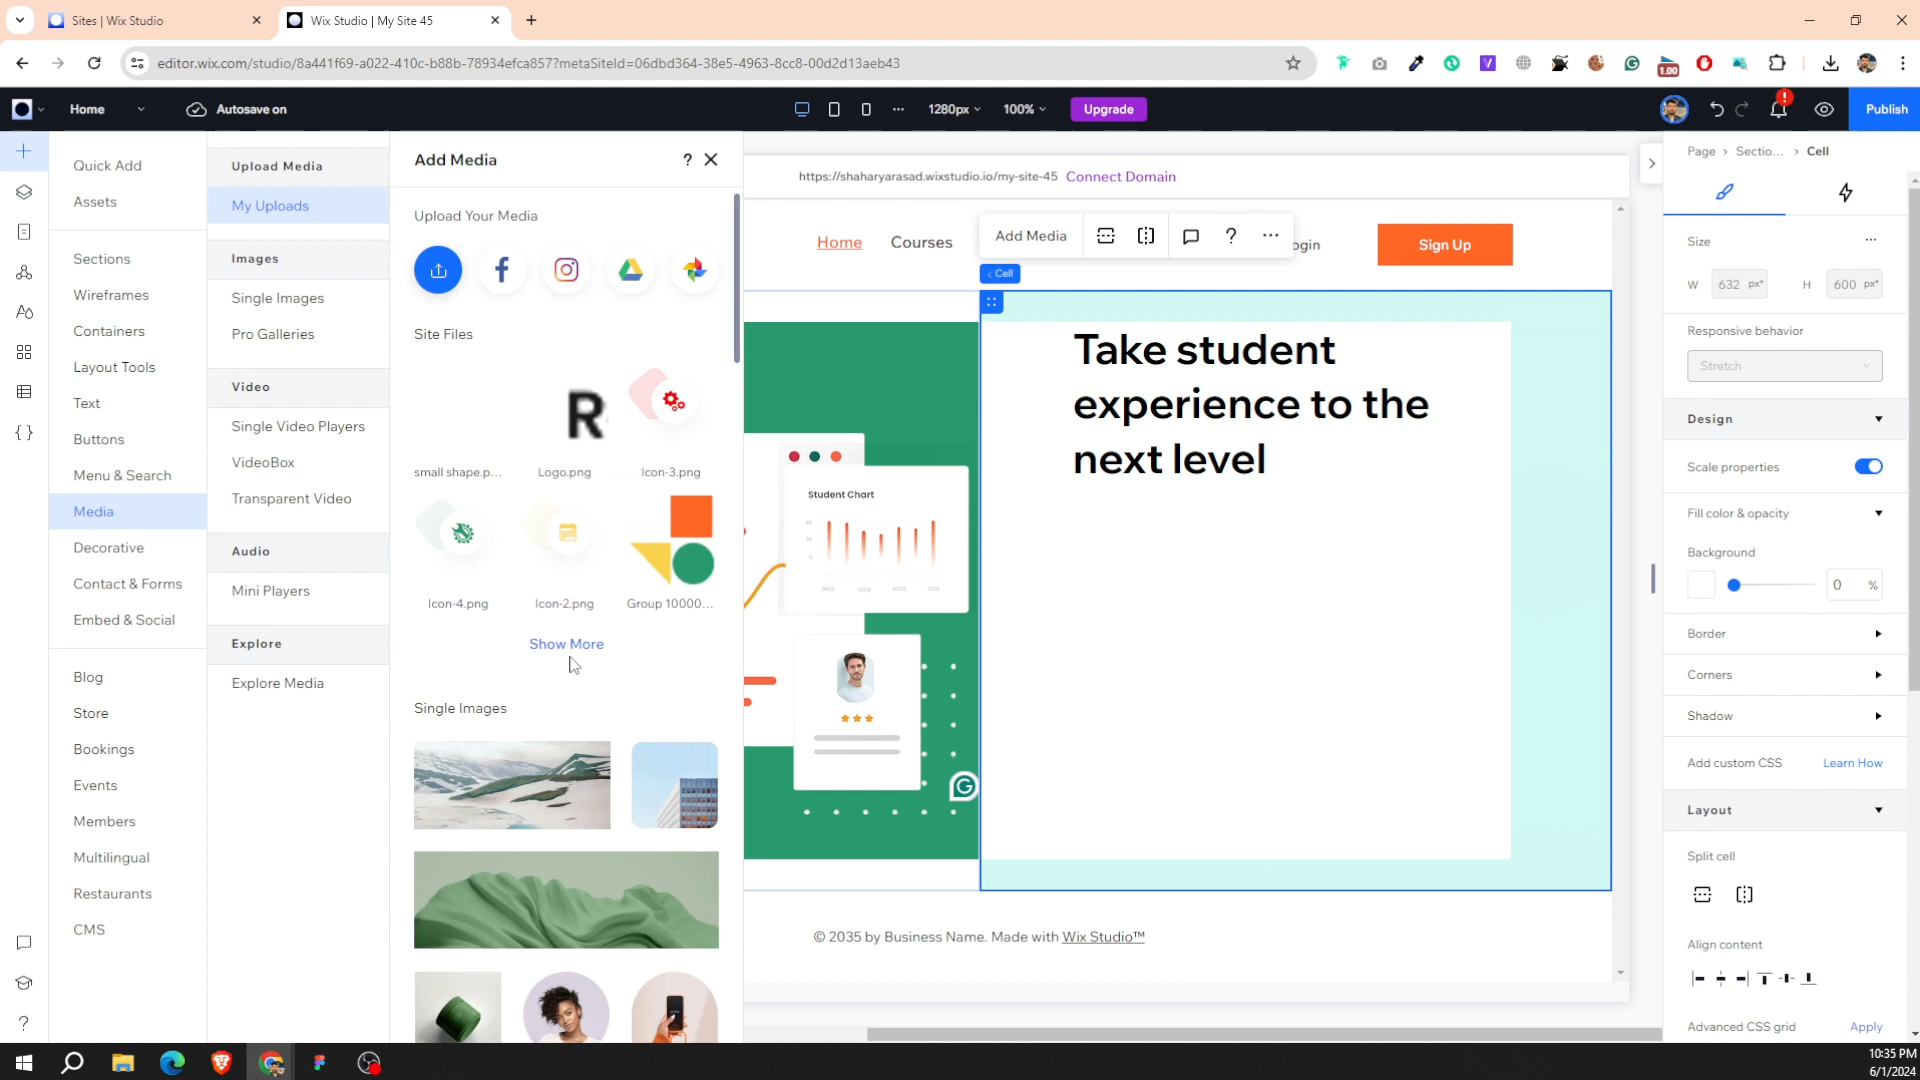 Sites | Wix Studio
Wix Studio | My Site 45
editor.wix.com/studio/8a441f69-a022-410c-b88b-78934efca857?metaSiteId=06dbd364-38e5-4963-8cc8-00d2d13aeb43
1.00
Home
Autosave on
1280px
100%
Upgrade
Publish
Quick Add
Assets
Sections
Wireframes
Containers
Layout Tools
Text
Buttons
Menu & Search
Media
Decorative
Contact & Forms
Embed & Social
Blog
Store
Bookings
Events
Members
Multilingual
Restaurants
CMS
Upload Media
My Uploads
Images
Single Images
Pro Galleries
Video
Single Video Players
VideoBox
Transparent Video
Audio
Mini Players
Explore
Explore Media
Add Media
?
Upload Your Media
Site Files
R
small shape.p...
Logo.png
Icon-3.png
Icon-4.png
Icon-2.png
Group 10000...
Show More
Single Images
https://shaharyarasad.wixstudio.io/my-site-45 Connect Domain
Home
Courses
Add Media
?
ogin
Sign Up
Cell
Take student
experience to the
next level
Student Chart
© 2035 by Business Name. Made with Wix Studio™
Page > Sectio... > Cell
Size
W 632 px*
H 600 px*
Responsive behavior
Stretch
Design
Scale properties
Fill color & opacity
Background
0 %
Border
Corners
Shadow
Add custom CSS
Learn How
Layout
Split cell
Align content
Advanced CSS grid
Apply
?
10:35 PM
6/1/2024